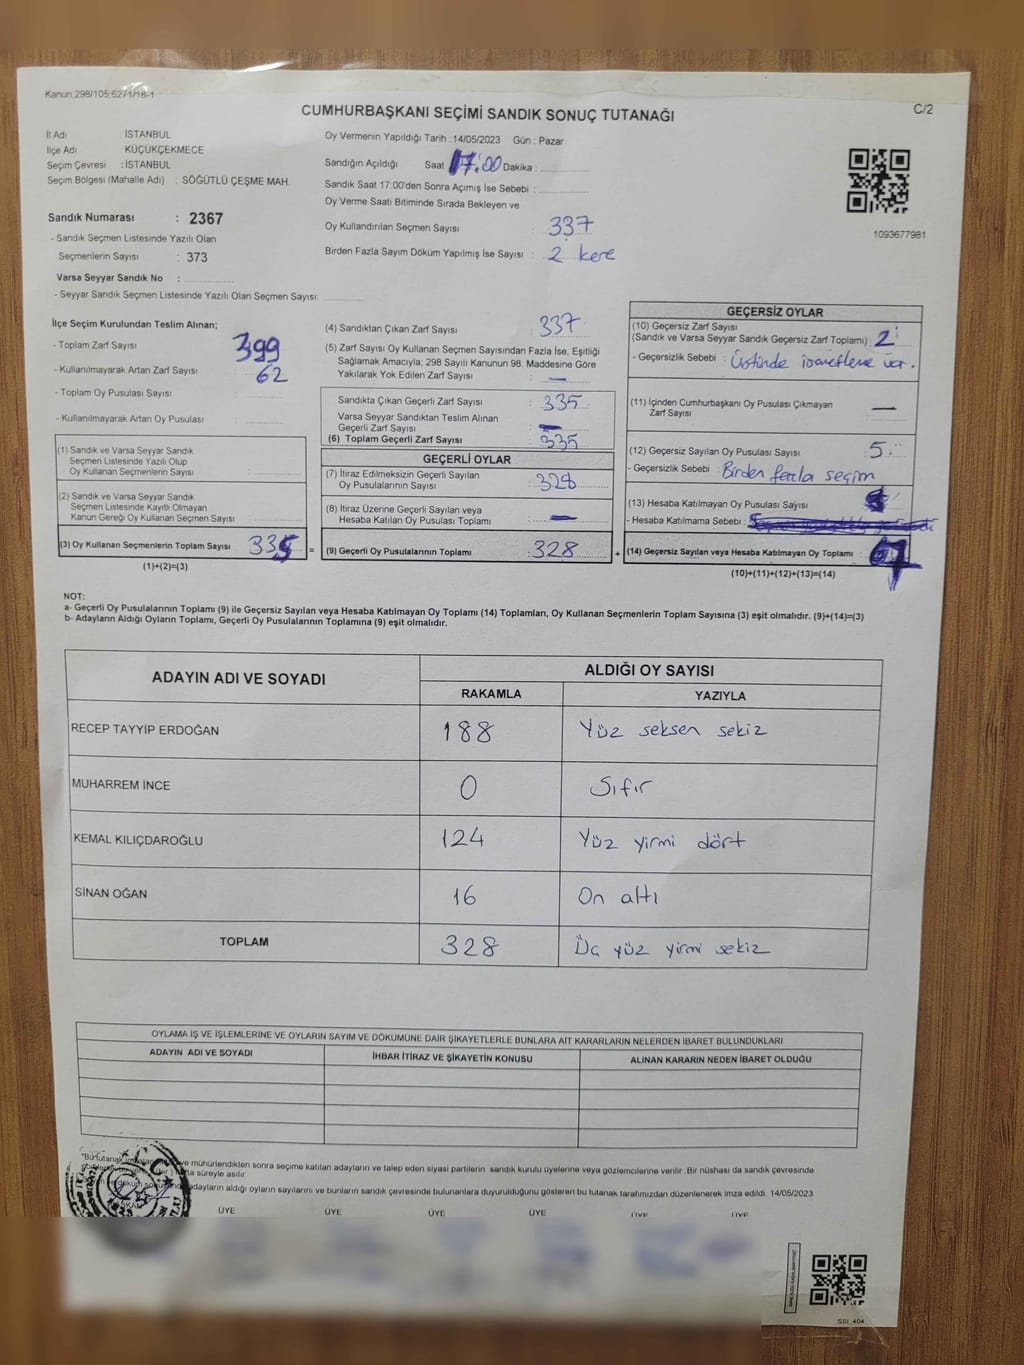 Kanun,298/105,627/1/18-1
CUMHURBAŞKANI SEÇİMİ SANDIK SONUÇ TUTANAĞI
C/2
İl Adı İSTANBUL
İlçe Adı KÜÇÜKÇEKMECE
Seçim Çevresi : İSTANBUL
Seçim Bölgesi (Mahalle Adı) : SÖĞÜTLÜ ÇEŞME MAH.
Sandık Numarası : 2367
- Sandık Seçmen Listesinde Yazılı Olan
Seçmenlerin Sayısı : 373
Varsa Seyyar Sandık No :
- Seyyar Sandık Seçmen Listesinde Yazılı Olan Seçmen Sayısı:
Oy Vermenin Yapıldığı Tarih :14/05/2023 Gün : Pazar
Sandığın Açıldığı Saat 17:00 Dakika :
Sandık Saat 17:00'den Sonra Açımış İse Sebebi :
Oy Verme Saati Bitiminde Sırada Bekleyen ve
Oy Kullandırılan Seçmen Sayısı : 337
Birden Fazla Sayım Döküm Yapılmış İse Sayısı : 2 kere
1093677981
İlçe Seçim Kurulundan Teslim Alınan;
- Toplam Zarf Sayısı : 399
- Kullanılmayarak Artan Zarf Sayısı : 62
- Toplam Oy Pusulası Sayısı :
- Kullanılmayarak Artan Oy Pusulası :
(1) Sandık ve Varsa Seyyar Sandık
Seçmen Listesinde Yazılı Olup
Oy Kullanan Seçmenlerin Sayısı
(2) Sandık ve Varsa Seyyar Sandık
Seçmen Listesinde Kayıtlı Olmayan
Kanun Gereği Oy Kullanan Seçmen Sayısı :
(3) Oy Kullanan Seçmenlerin Toplam Sayısı 335 =
(1)+(2)=(3)
(4) Sandıktan Çıkan Zarf Sayısı : 337
(5) Zarf Sayısı Oy Kullanan Seçmen Sayısından Fazla İse, Eşitliği
Sağlamak Amacıyla, 298 Sayılı Kanunun 98. Maddesine Göre
Yakılarak Yok Edilen Zarf Sayısı : —
Sandıkta Çıkan Geçerli Zarf Sayısı : 335
Varsa Seyyar Sandıktan Teslim Alınan
Geçerli Zarf Sayısı : —
(6) Toplam Geçerli Zarf Sayısı : 335
GEÇERLİ OYLAR
(7) İtiraz Edilmeksizin Geçerli Sayılan
Oy Pusulalarının Sayısı : 328
(8) İtiraz Üzerine Geçerli Sayılan veya
Hesaba Katılan Oy Pusulası Toplamı : —
(9) Geçerli Oy Pusulalarının Toplamı : 328 +
GEÇERSİZ OYLAR
(10) Geçersiz Zarf Sayısı
(Sandık ve Varsa Seyyar Sandık Geçersiz Zarf Toplamı) : 2
- Geçersizlik Sebebi : Üstünde işaretleme var.
(11) İçinden Cumhurbaşkanı Oy Pusulası Çıkmayan
Zarf Sayısı : —
(12) Geçersiz Sayılan Oy Pusulası Sayısı : 5
- Geçersizlik Sebebi : Birden fazla seçim
(13) Hesaba Katılmayan Oy Pusulası Sayısı :
- Hesaba Katılmama Sebebi :
(14) Geçersiz Sayılan veya Hesaba Katılmayan Oy Toplamı : 7
(10)+(11)+(12)+(13)=(14)
NOT:
a- Geçerli Oy Pusulalarının Toplamı (9) ile Geçersiz Sayılan veya Hesaba Katılmayan Oy Toplamı (14) Toplamları, Oy Kullanan Seçmenlerin Toplam Sayısına (3) eşit olmalıdır. (9)+(14)=(3)
b- Adayların Aldığı Oyların Toplamı, Geçerli Oy Pusulalarının Toplamına (9) eşit olmalıdır.
ADAYIN ADI VE SOYADI ALDIĞI OY SAYISI
RAKAMLA YAZIYLA
RECEP TAYYİP ERDOĞAN 188 Yüz seksen sekiz
MUHARREM İNCE 0 Sıfır
KEMAL KILIÇDAROĞLU 124 Yüz yirmi dört
SİNAN OĞAN 16 On altı
TOPLAM 328 Üç yüz yirmi sekiz
OYLAMA İŞ VE İŞLEMLERİNE VE OYLARIN SAYIM VE DÖKÜMÜNE DAİR ŞİKAYETLERLE BUNLARA AİT KARARLARIN NELERDEN İBARET BULUNDUKLARI
ADAYIN ADI VE SOYADI İHBAR İTİRAZ VE ŞİKAYETİN KONUSU ALINAN KARARIN NEDEN İBARET OLDUĞU
"Bu tutanak ve mühürlendikten sonra seçime katılan adayların ve talep eden siyasi partilerin sandık kurulu üyelerine veya gözlemcilerine verilir. Bir nüshası da sandık çevresinde
süreyle asılır.
adayların aldığı oyların sayılarını ve bunların sandık çevresinde bulunanlara duyurulduğunu gösteren bu tutanak tarafımızdan düzenlenerek imza edildi. 14/05/2023
ÜYE ÜYE ÜYE ÜYE ÜYE ÜYE
SSI_404